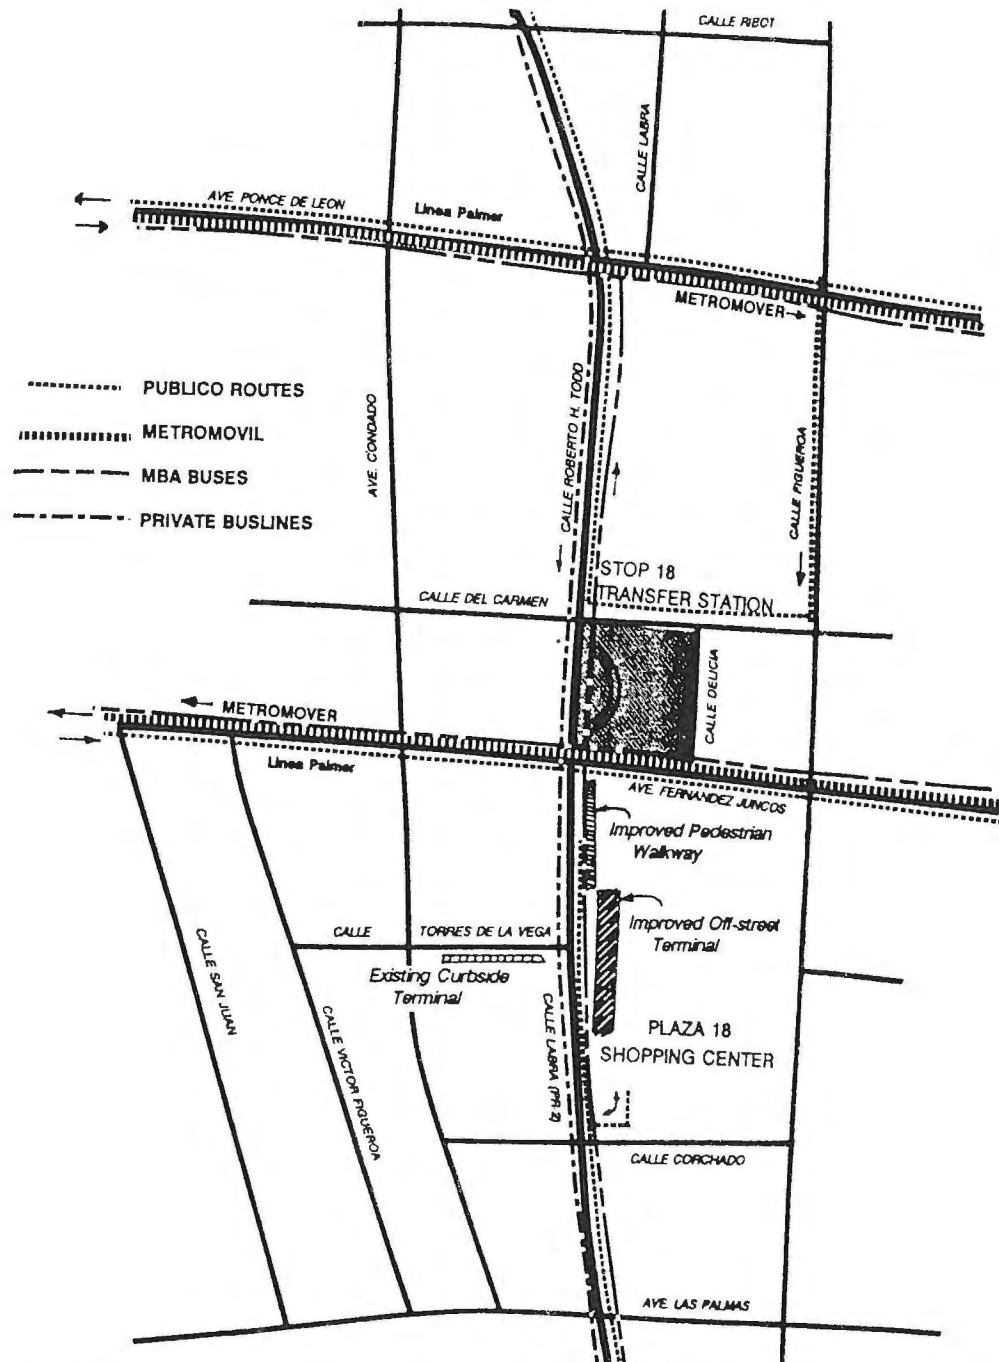 CALLE RIBOT
CALLE LABRA
AVE. PONCE DE LEON
Linea Palmer
METROMOVER
PUBLICO ROUTES
METROMOVIL
MBA BUSES
PRIVATE BUSLINES
AVE. CONDADO
CALLE ROBERTO H. TODD
CALLE FIGUEROA
STOP 18
TRANSFER STATION
CALLE DEL CARMEN
CALLE DELICIA
METROMOVER
Linea Palmer
AVE. FERNANDEZ JUNCOS
Improved Pedestrian
Walkway
CALLE TORRES DE LA VEGA
Improved Off-street
Terminal
Existing Curbside
Terminal
CALLE SAN JUAN
CALLE VICTOR FIGUEROA
CALLE LABRA (PR-2)
PLAZA 18
SHOPPING CENTER
CALLE CORCHADO
AVE. LAS PALMAS